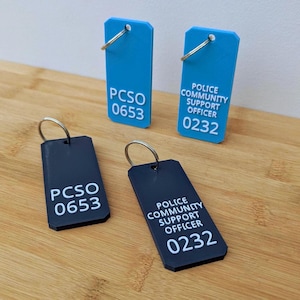 PCSO
0653
POLICE
COMMUNITY
SUPPORT
OFFICER
0232
PCSO
0653
POLICE
COMMUNITY
SUPPORT
OFFICER
0232